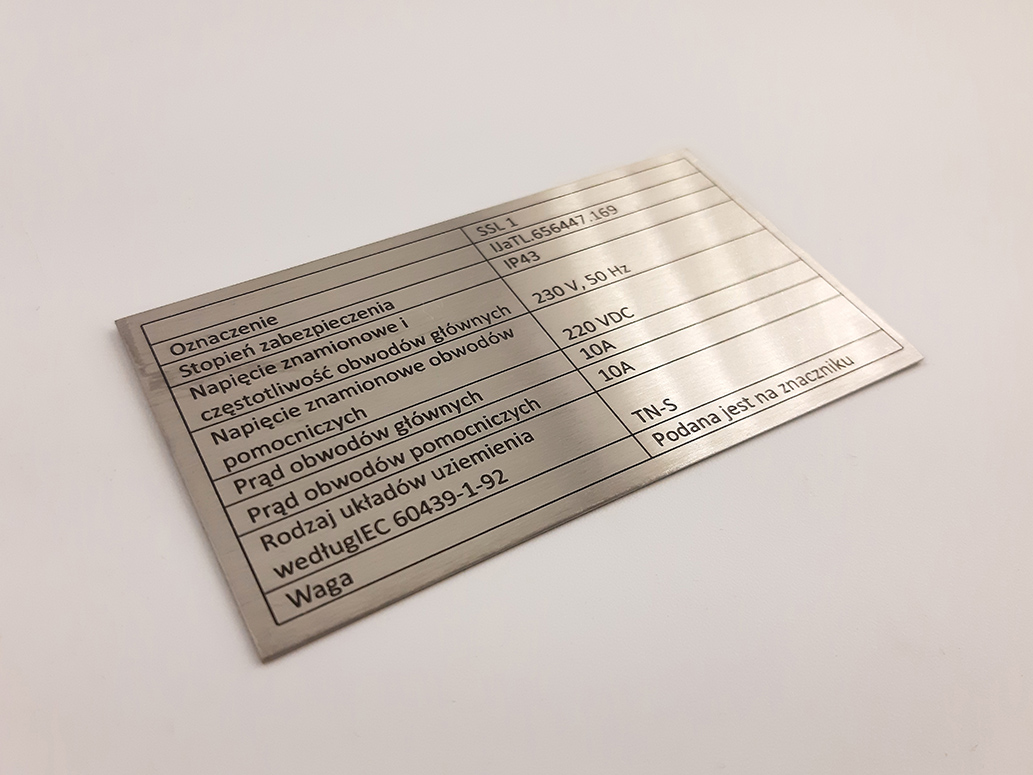 SSL 1
Oznaczenie IJaTL.656447.169
Stopień zabezpieczenia IP43
Napięcie znamionowe i
częstotliwość obwodów głównych 230 V, 50 Hz
Napięcie znamionowe obwodów
pomocniczych 220 VDC
Prąd obwodów głównych 10A
Prąd obwodów pomocniczych 10A
Rodzaj układów uziemienia
wedługIEC 60439-1-92 TN-S
Waga Podana jest na znaczniku